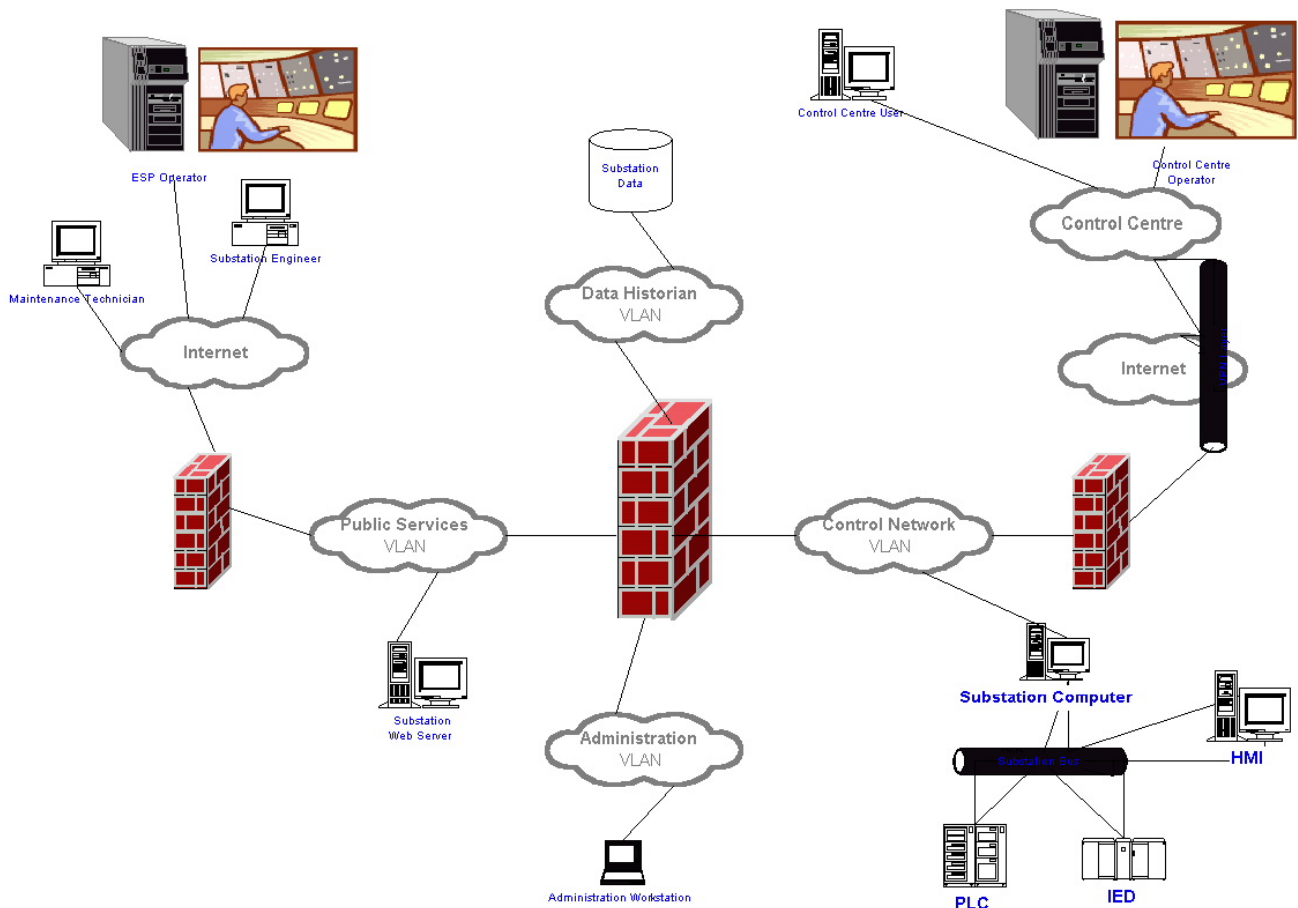 Control Centre User
ESP Operator
Control Centre
Operator
Substation
Data
Substation Engineer
Maintenance Technician
Control Centre
Data Historian
VLAN
Internet
Internet
Public Services
VLAN
Control Network
VLAN
Substation Computer
Substation
Web Server
Administration
VLAN
Substation
HMI
Administration Workstation
PLC
IED